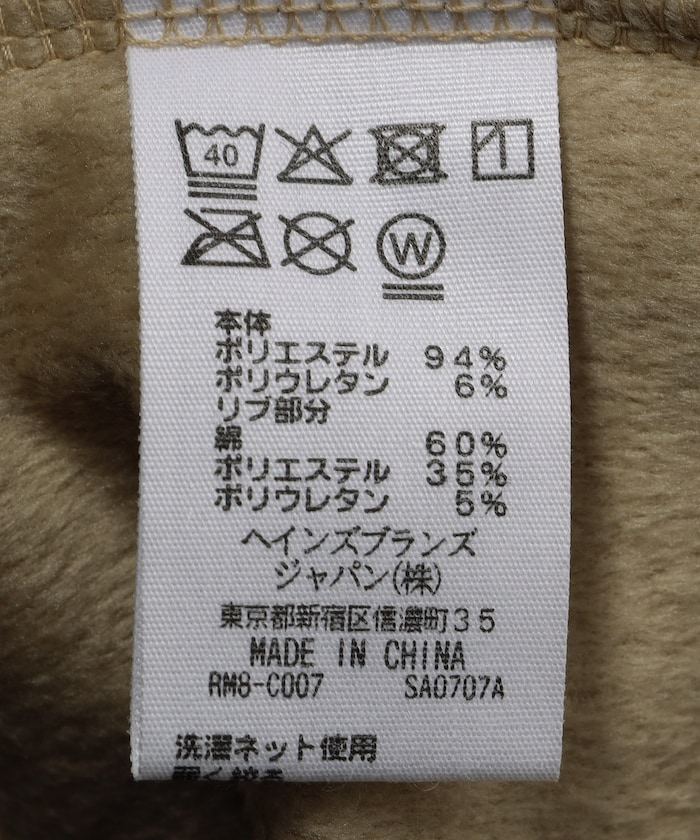 40
W
本体
ポリエステル 94%
ポリウレタン 6%
リブ部分
綿 60%
ポリエステル 35%
ポリウレタン 5%
ヘインズブランズ
ジャパン(株)
東京都新宿区信濃町35
MADE IN CHINA
RM8-C007 SA0707A
洗濯ネット使用